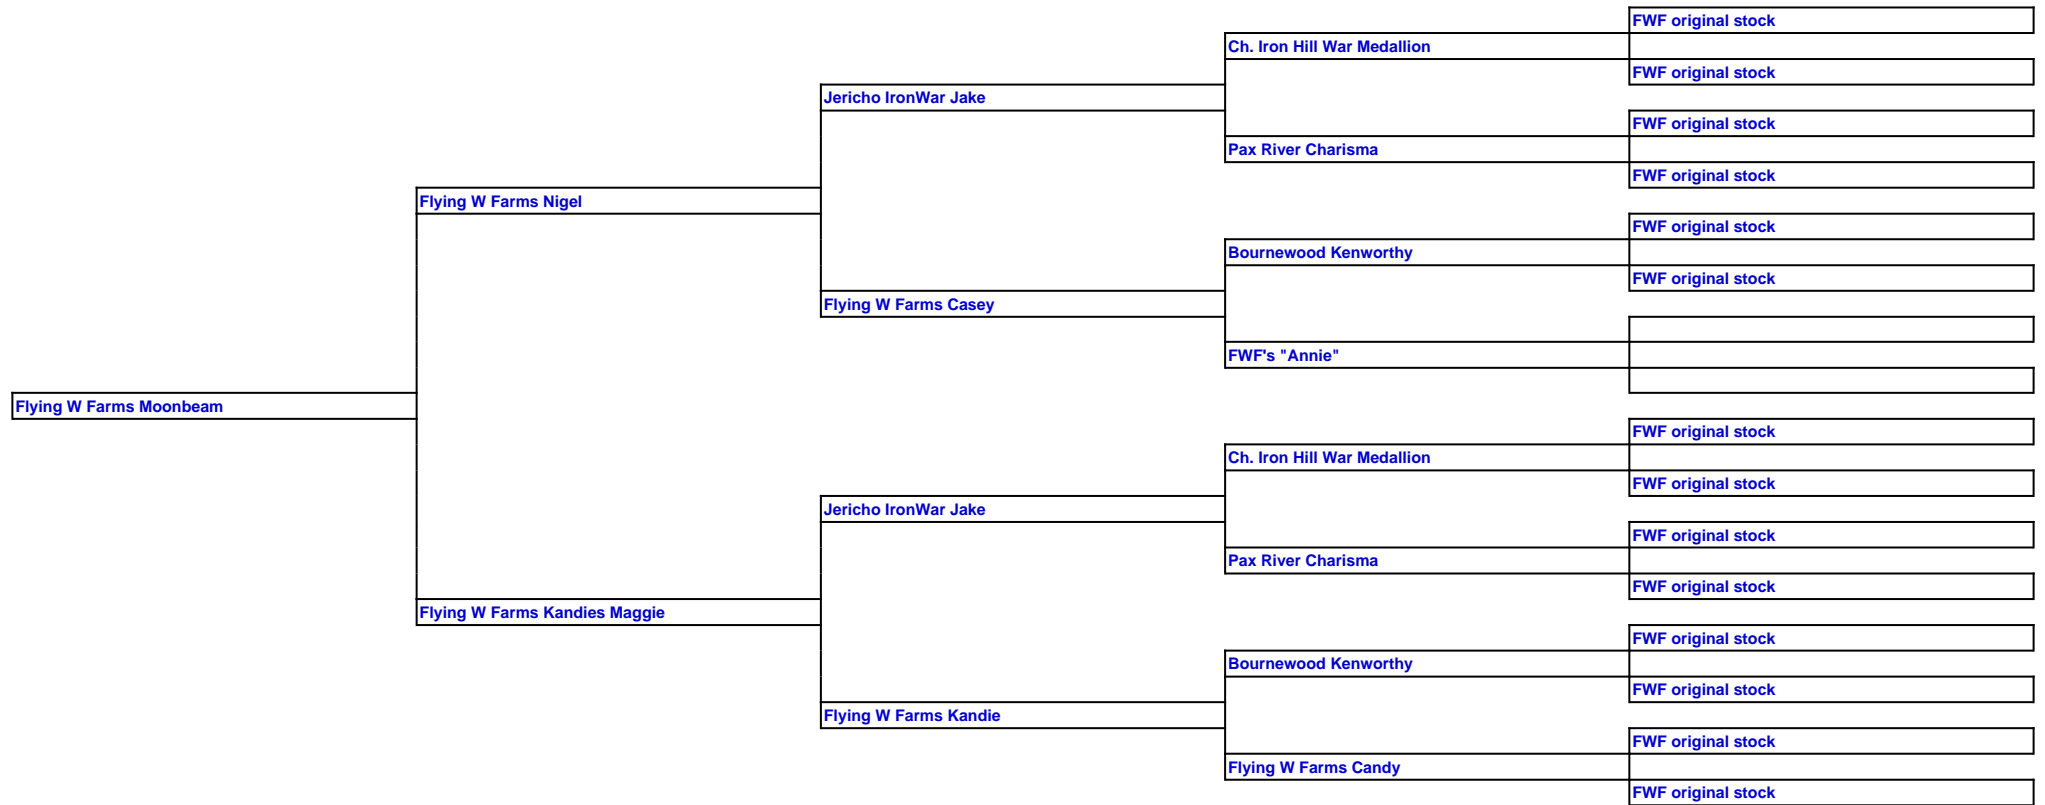 FWF original stock
Ch. Iron Hill War Medallion
FWF original stock
Jericho IronWar Jake
FWF original stock
Pax River Charisma
FWF original stock
Flying W Farms Nigel
FWF original stock
Bournewood Kenworthy
FWF original stock
Flying W Farms Casey
FWF's "Annie"
Flying W Farms Moonbeam
FWF original stock
Ch. Iron Hill War Medallion
FWF original stock
Jericho IronWar Jake
FWF original stock
Pax River Charisma
FWF original stock
Flying W Farms Kandies Maggie
FWF original stock
Bournewood Kenworthy
FWF original stock
Flying W Farms Kandie
FWF original stock
Flying W Farms Candy
FWF original stock